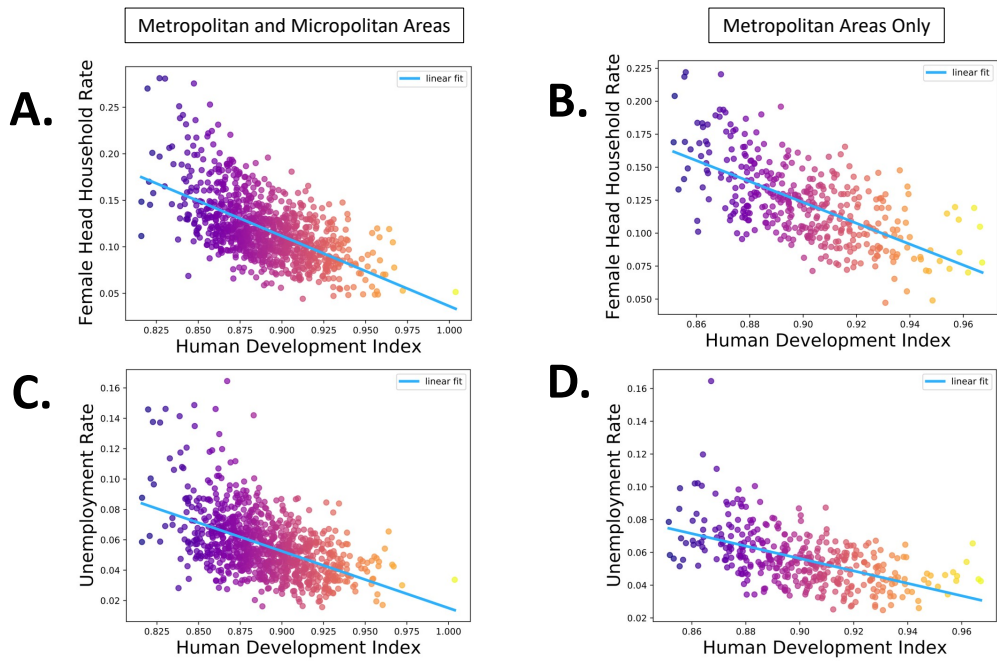 Metropolitan and Micropolitan Areas
Metropolitan Areas Only
A.
Female Head Household Rate
0.25
0.20
0.15
0.10
0.05
linear fit
0.825 0.850 0.875 0.900 0.925 0.950 0.975 1.000
Human Development Index
B.
Female Head Household Rate
0.225
0.200
0.175
0.150
0.125
0.100
0.075
0.050
linear fit
0.86 0.88 0.90 0.92 0.94 0.96
Human Development Index
C.
Unemployment Rate
0.16
0.14
0.12
0.10
0.08
0.06
0.04
0.02
linear fit
0.825 0.850 0.875 0.900 0.925 0.950 0.975 1.000
Human Development Index
D.
Unemployment Rate
0.16
0.14
0.12
0.10
0.08
0.06
0.04
0.02
linear fit
0.86 0.88 0.90 0.92 0.94 0.96
Human Development Index